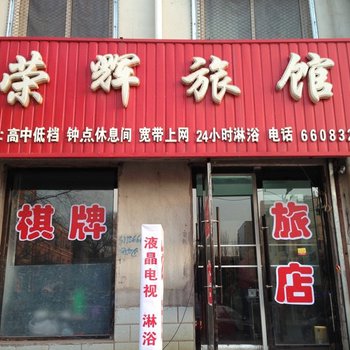 荣辉旅馆
高中低档 钟点休息间 宽带上网 24小时淋浴 电话 66083
棋牌
旅店
液晶电视 淋浴